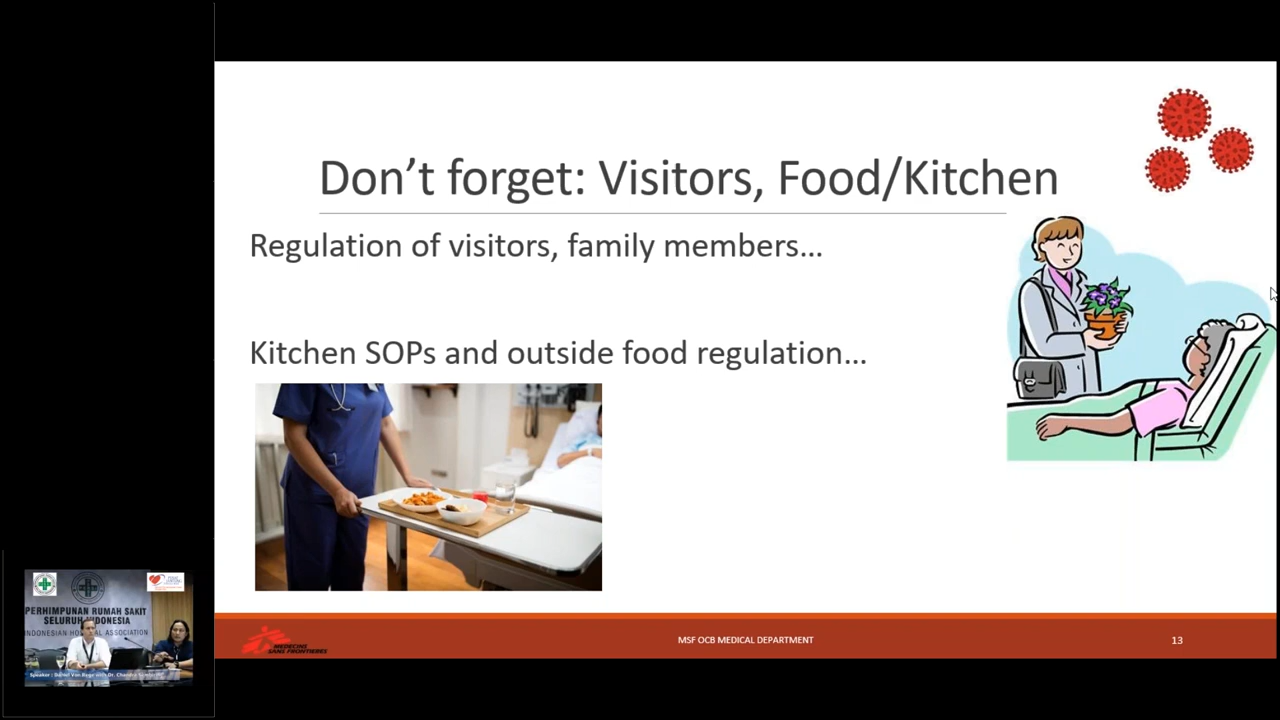 Don't forget: Visitors, Food/Kitchen
Regulation of visitors, family members...
Kitchen SOPs and outside food regulation...
MEDECINS
SANS FRONTIERES
MSF OCB MEDICAL DEPARTMENT
13
PERHIMPUNAN RUMAH SAKIT
SELURUH INDONESIA
INDONESIAN HOSPITAL ASSOCIATION